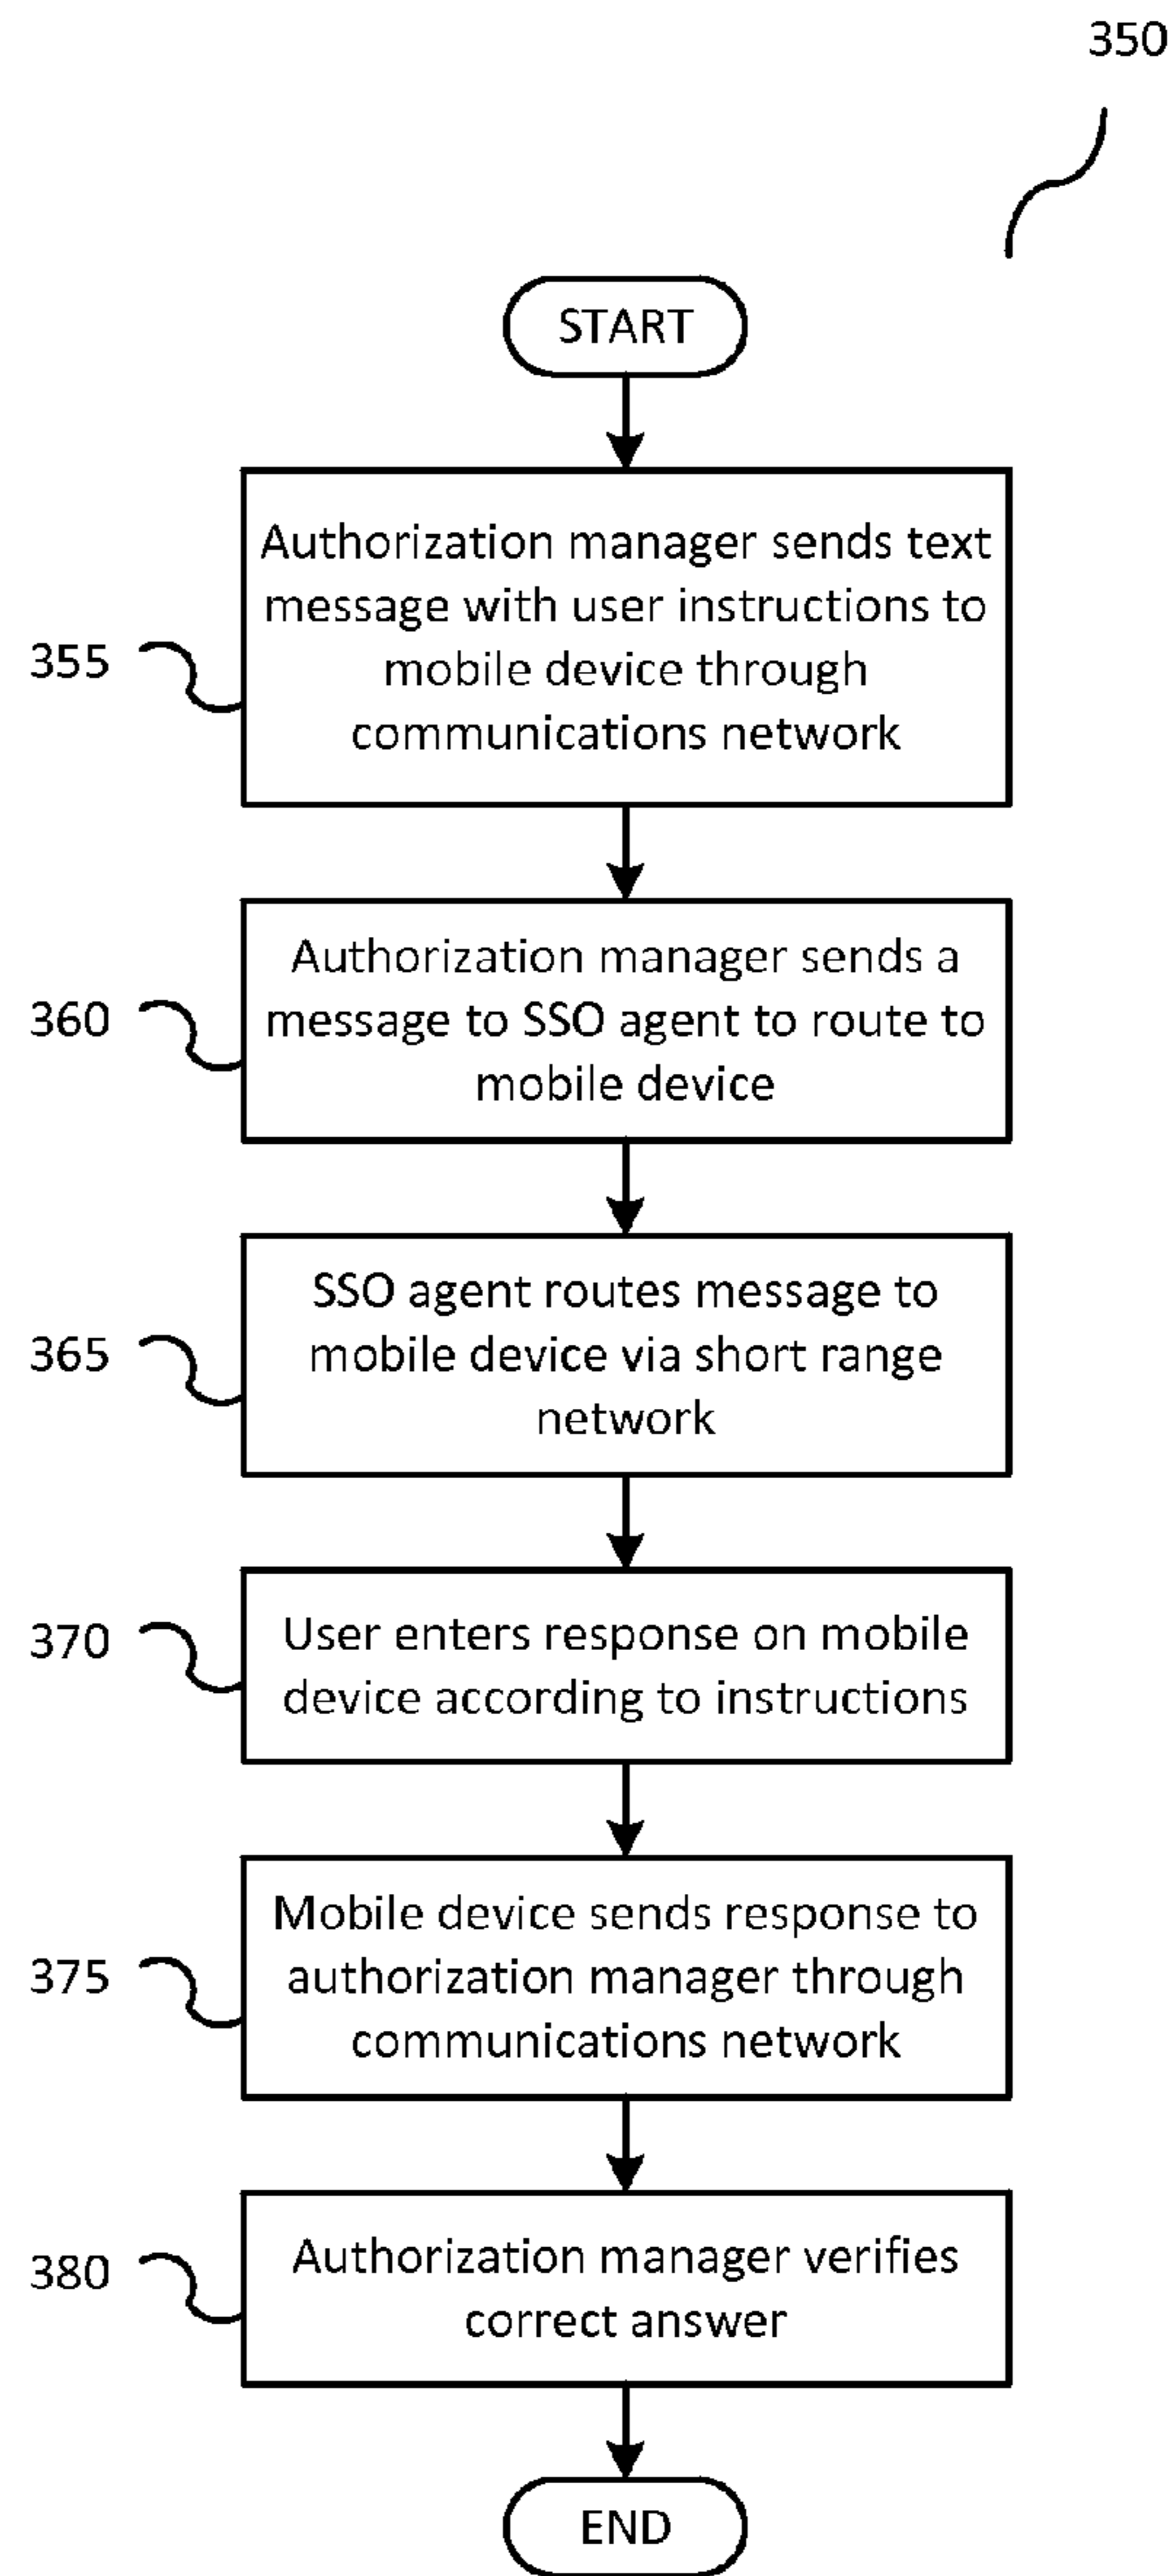 350
START
Authorization manager sends text
message with user instructions to
mobile device through
communications network
355
Authorization manager sends a
message to SSO agent to route to
mobile device
360
SSO agent routes message to
mobile device via short range
network
365
User enters response on mobile
device according to instructions
370
Mobile device sends response to
authorization manager through
communications network
375
Authorization manager verifies
correct answer
380
END